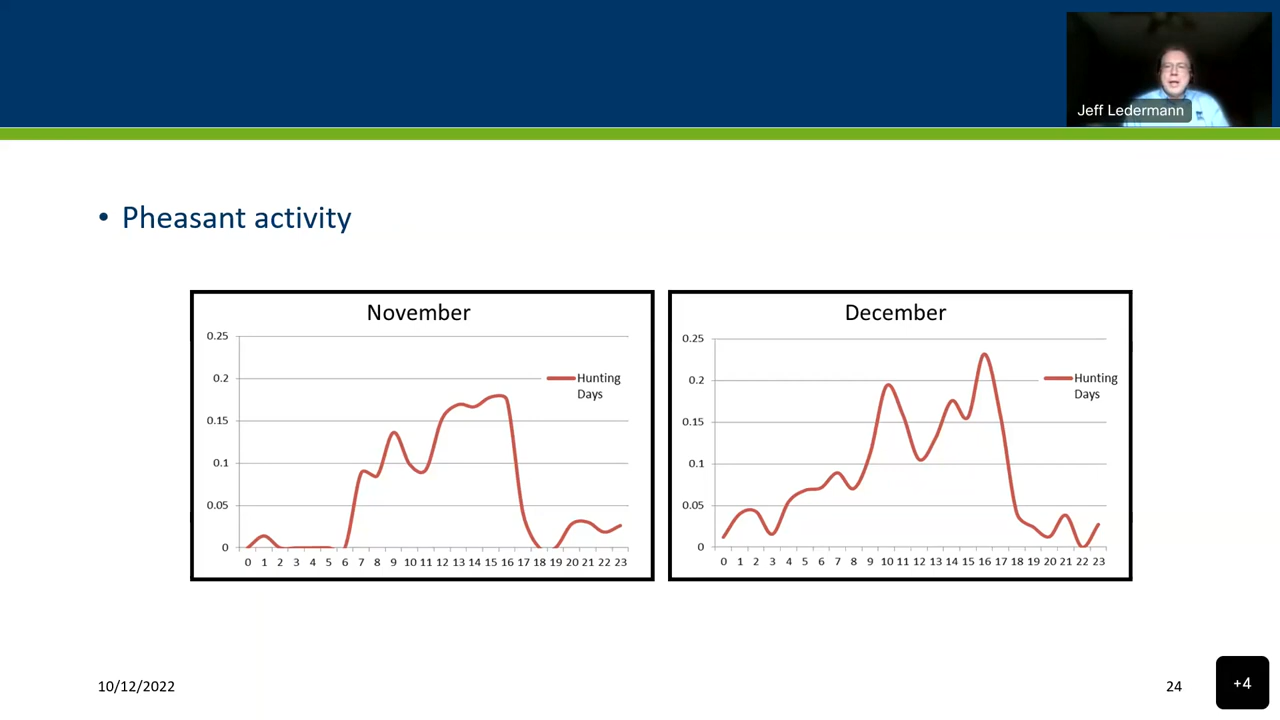 Jeff Ledermann
• Pheasant activity
November
0.25
0.2
0.15
0.1
0.05
0
Hunting
Days
0 1 2 3 4 5 6 7 8 9 10 11 12 13 14 15 16 17 18 19 20 21 22 23
December
0.25
0.2
0.15
0.1
0.05
0
Hunting
Days
0 1 2 3 4 5 6 7 8 9 10 11 12 13 14 15 16 17 18 19 20 21 22 23
10/12/2022
24
+4